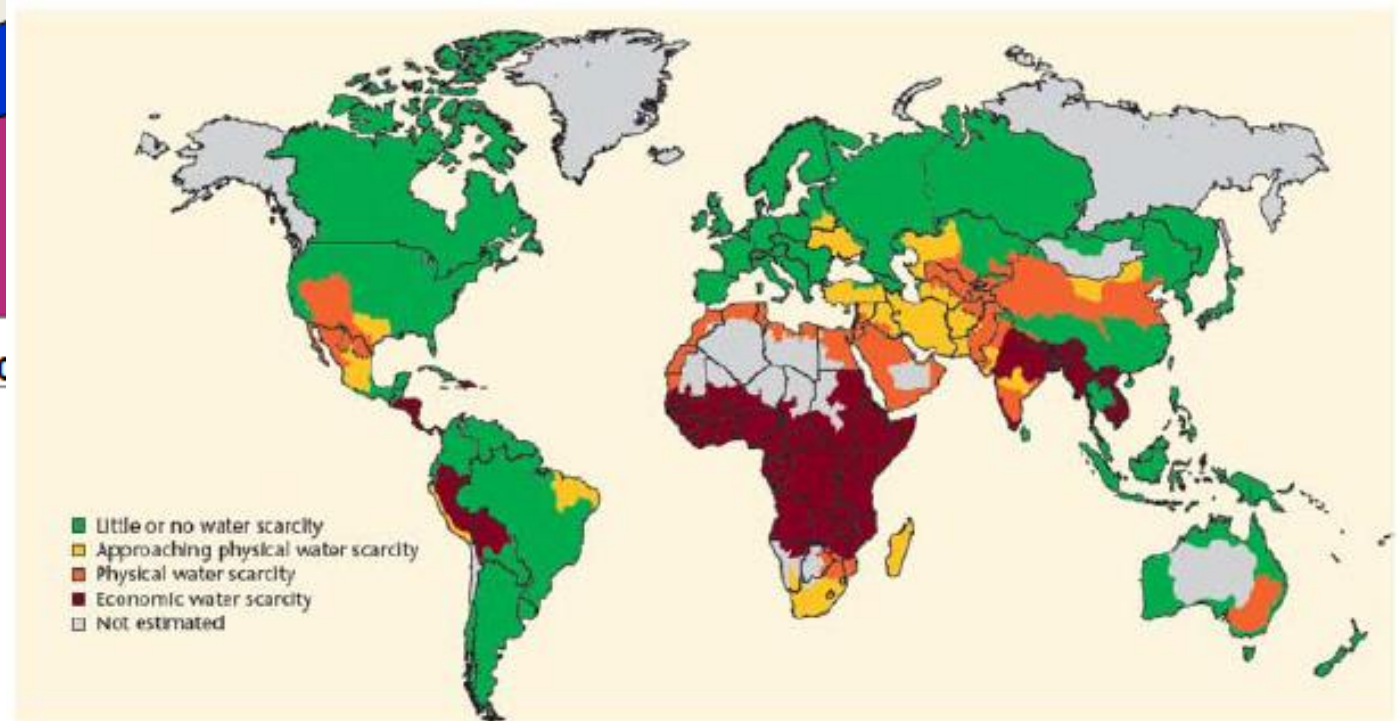 Little or no water scarcity
Approaching physical water scarcity
Physical water scarcity
Economic water scarcity
Not estimated